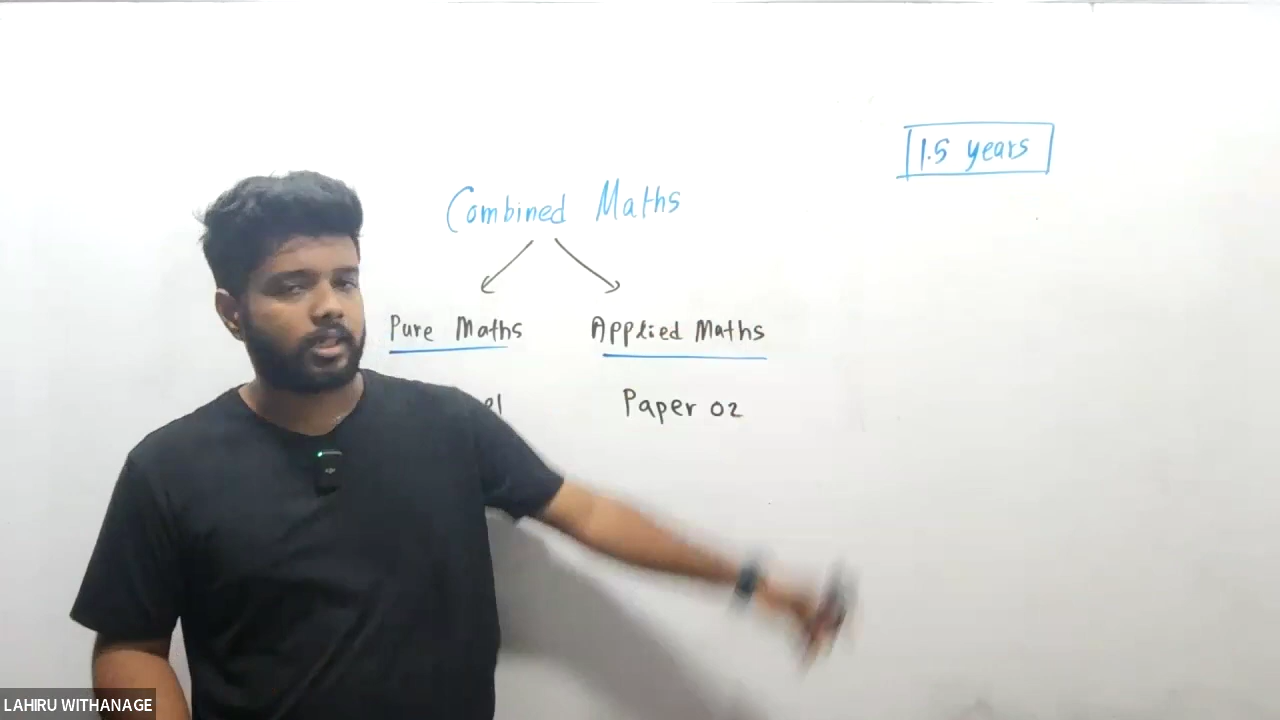 1.5 years
Combined Maths
Pure Maths Applied Maths
Paper 02
LAHIRU WITHANAGE